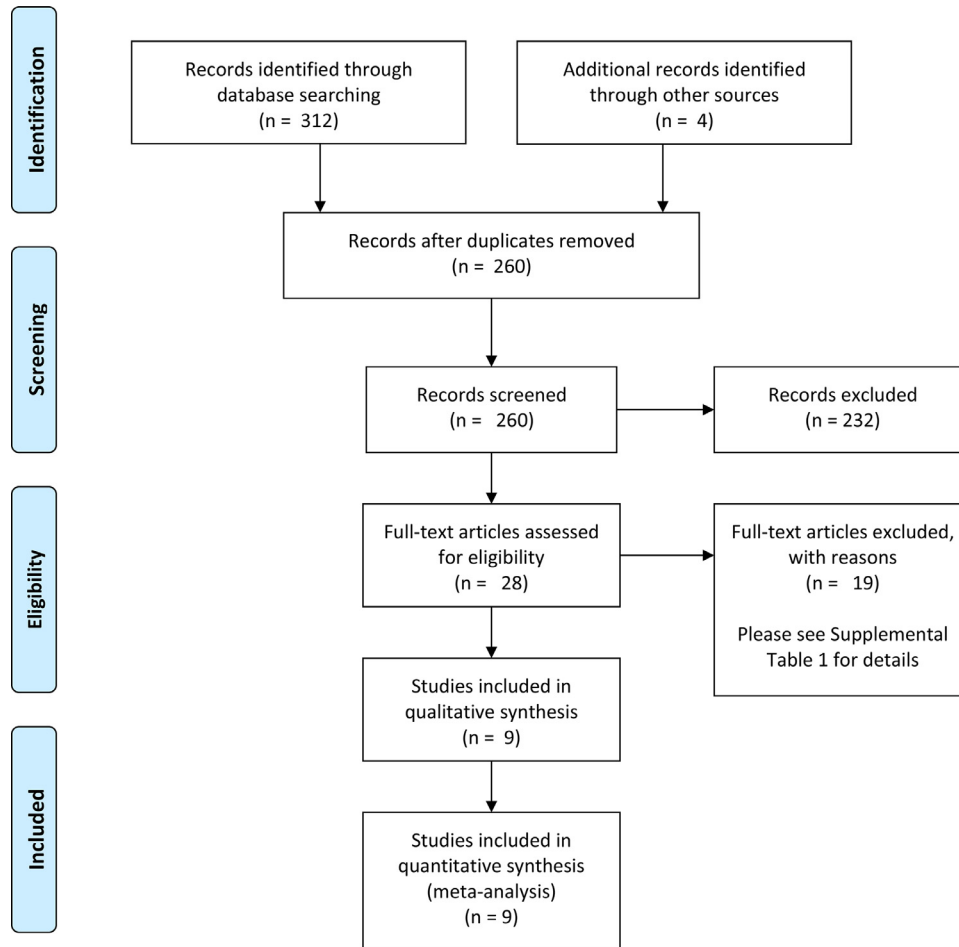 Identification
Records identified through
database searching
(n = 312)
Additional records identified
through other sources
(n = 4)
Records after duplicates removed
(n = 260)
Screening
Records screened
(n = 260)
Records excluded
(n = 232)
Eligibility
Full-text articles assessed
for eligibility
(n = 28)
Full-text articles excluded,
with reasons
(n = 19)
Please see Supplemental
Table 1 for details
Studies included in
qualitative synthesis
(n = 9)
Included
Studies included in
quantitative synthesis
(meta-analysis)
(n = 9)